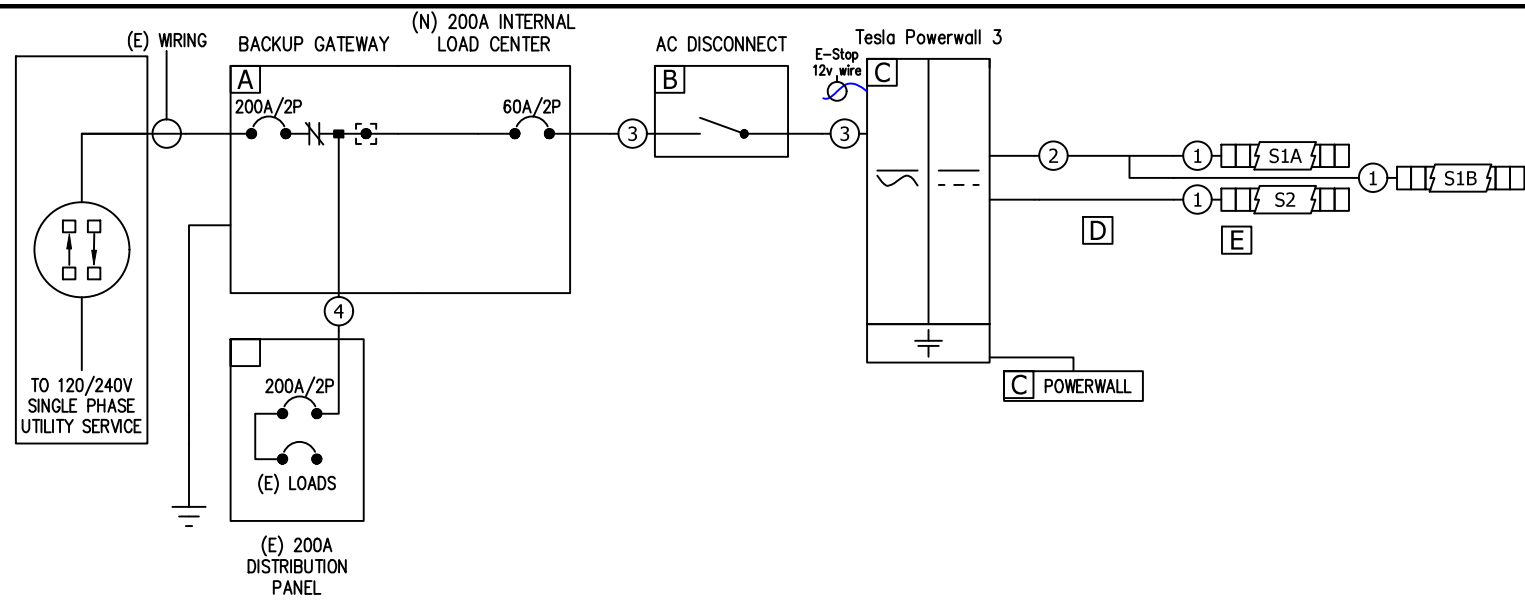 (E) WIRING
BACKUP GATEWAY
(N) 200A INTERNAL
LOAD CENTER
AC DISCONNECT
Tesla Powerwall 3
E-Stop
12v wire
A
200A/2P
60A/2P
3
B
3
C
2
1
S1A
1
S1B
1
S2
D
E
4
TO 120/240V
SINGLE PHASE
UTILITY SERVICE
200A/2P
(E) LOADS
(E) 200A
DISTRIBUTION
PANEL
C POWERWALL